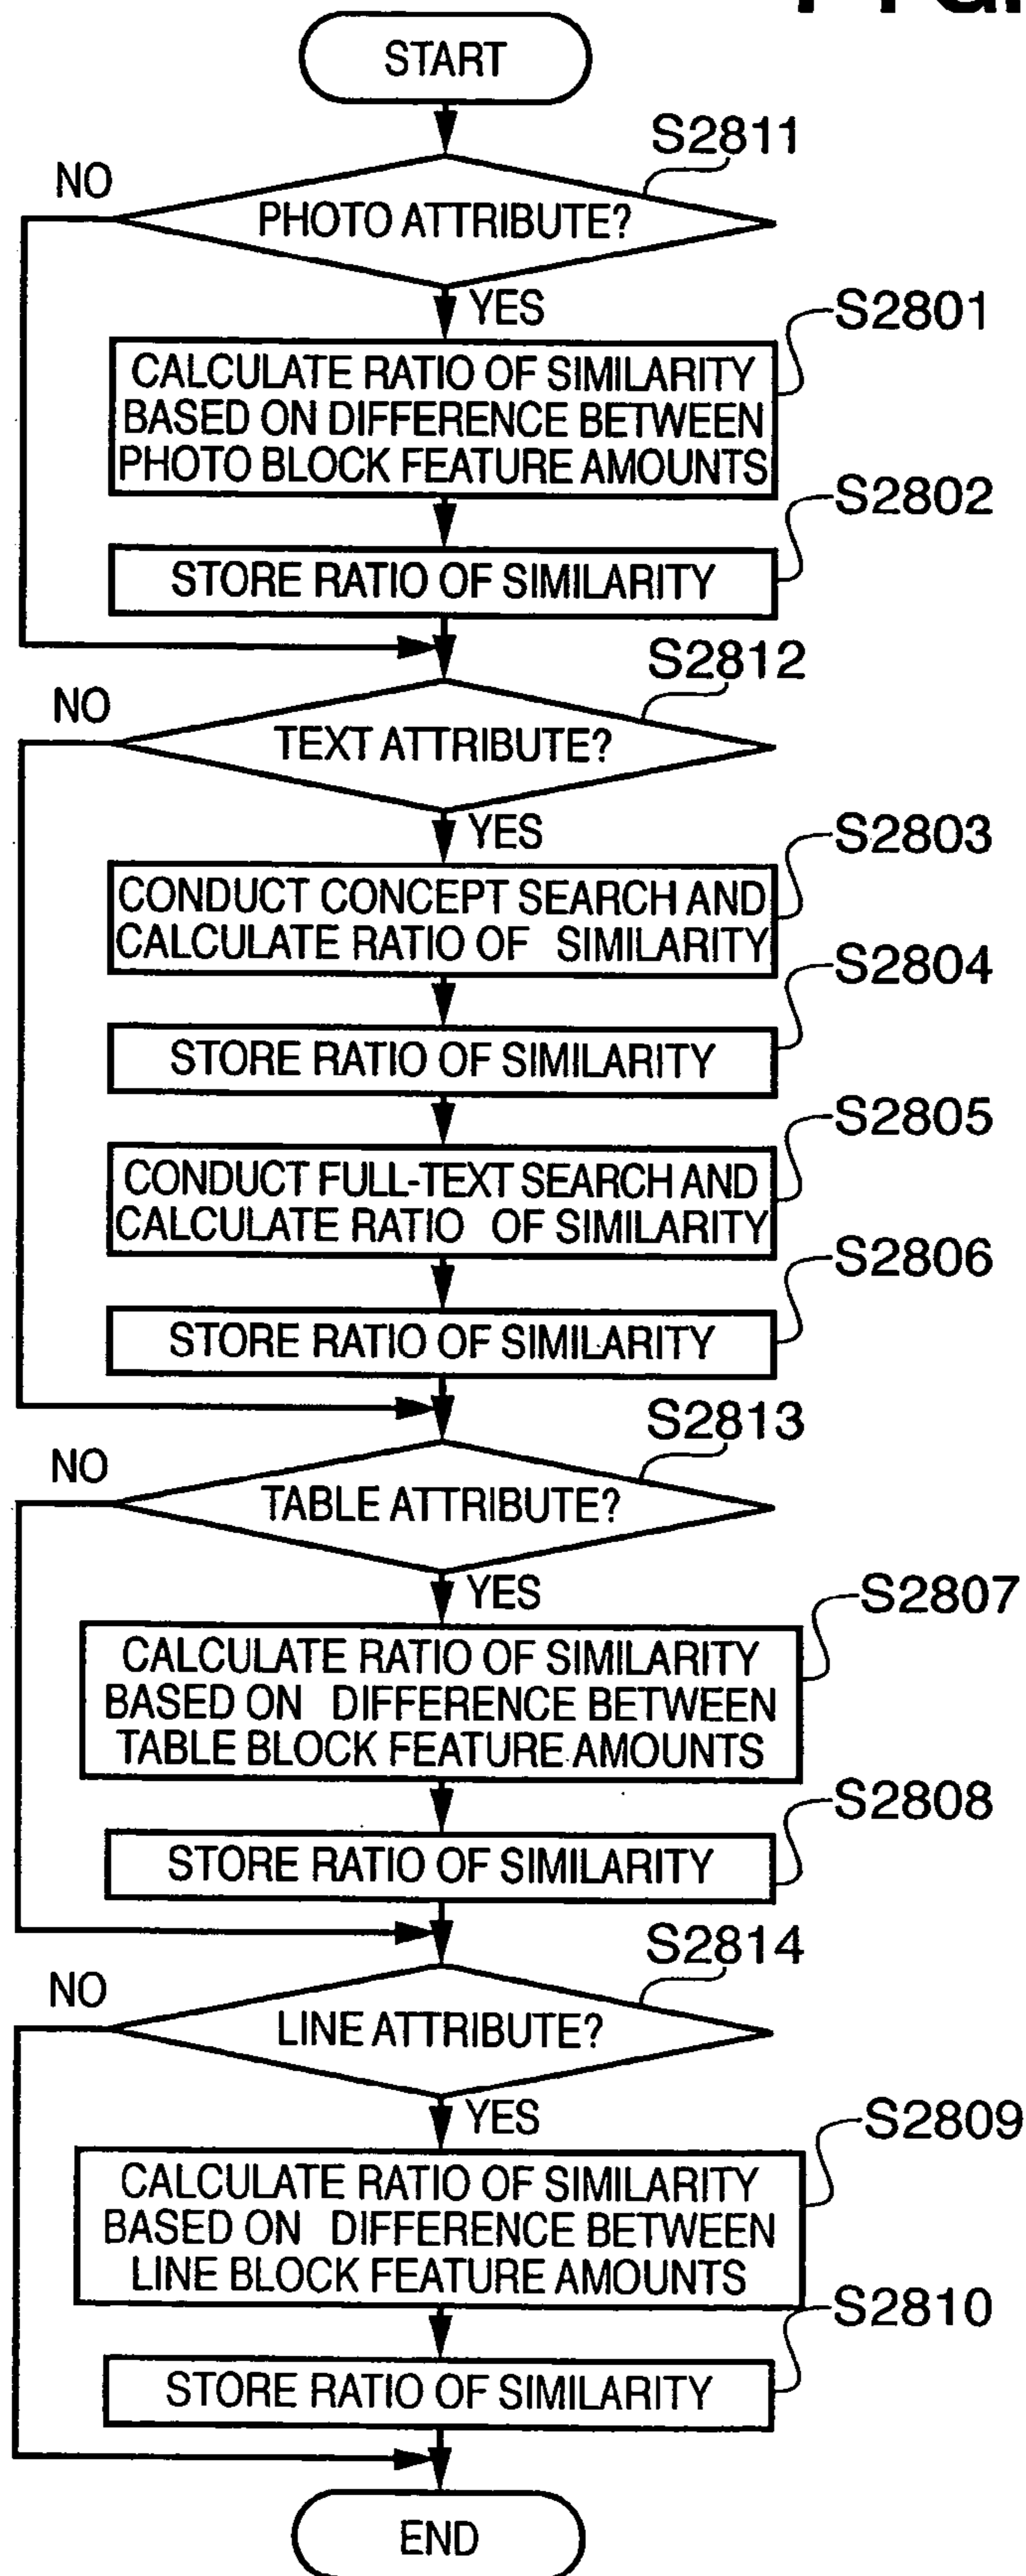 START
S2811
NO
PHOTO ATTRIBUTE?
YES
S2801
CALCULATE RATIO OF SIMILARITY
BASED ON DIFFERENCE BETWEEN
PHOTO BLOCK FEATURE AMOUNTS
S2802
STORE RATIO OF SIMILARITY
S2812
NO
TEXT ATTRIBUTE?
YES
S2803
CONDUCT CONCEPT SEARCH AND
CALCULATE RATIO OF SIMILARITY
S2804
STORE RATIO OF SIMILARITY
S2805
CONDUCT FULL-TEXT SEARCH AND
CALCULATE RATIO OF SIMILARITY
S2806
STORE RATIO OF SIMILARITY
S2813
NO
TABLE ATTRIBUTE?
YES
S2807
CALCULATE RATIO OF SIMILARITY
BASED ON DIFFERENCE BETWEEN
TABLE BLOCK FEATURE AMOUNTS
S2808
STORE RATIO OF SIMILARITY
S2814
NO
LINE ATTRIBUTE?
YES
S2809
CALCULATE RATIO OF SIMILARITY
BASED ON DIFFERENCE BETWEEN
LINE BLOCK FEATURE AMOUNTS
S2810
STORE RATIO OF SIMILARITY
END